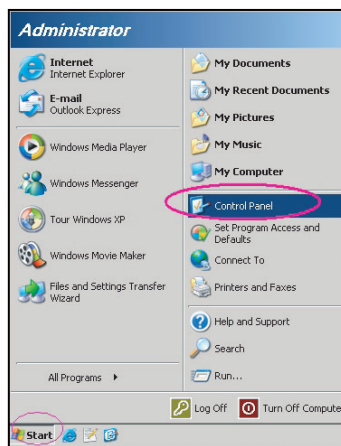 Administrator
Internet
Internet Explorer
E-mail
Outlook Express
Windows Media Player
Windows Messenger
Tour Windows XP
Windows Movie Maker
Files and Settings Transfer
Wizard
All Programs
My Documents
My Recent Documents
My Pictures
My Music
My Computer
Control Panel
Set Program Access and
Defaults
Connect To
Printers and Faxes
Help and Support
Search
Run...
Log Off
Turn Off Compute
Start